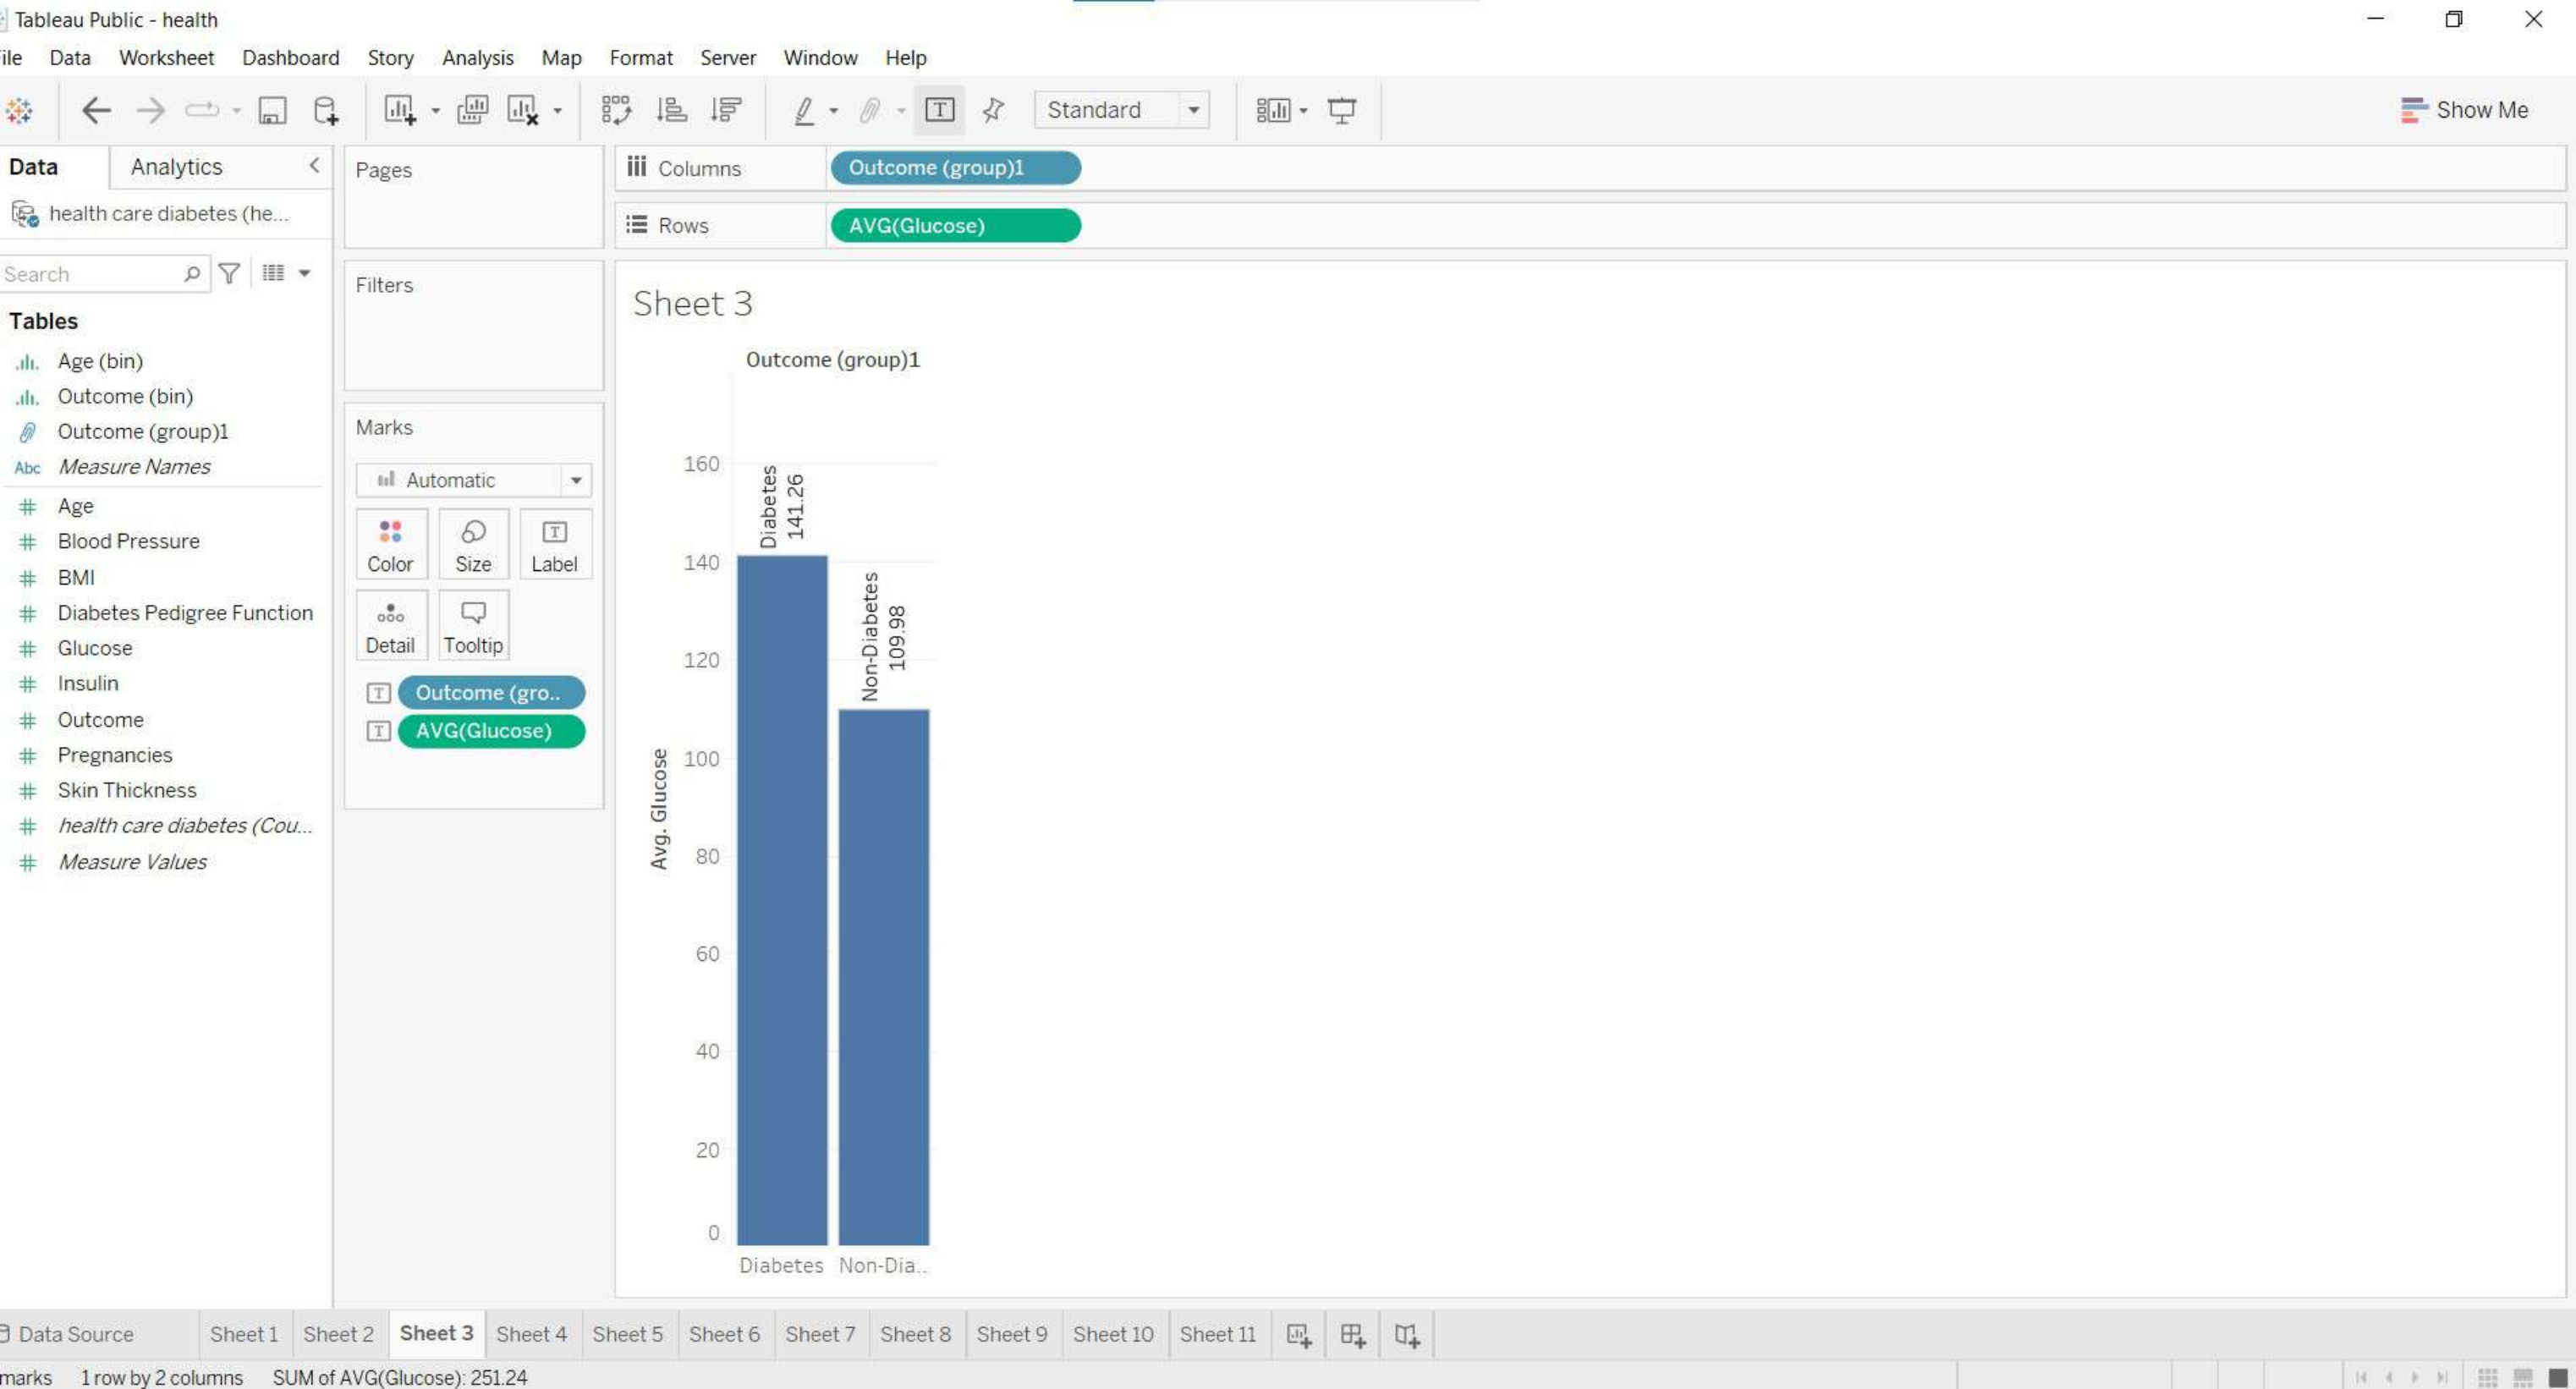 Tableau Public - health
ile Data Worksheet Dashboard Story Analysis Map Format Server Window Help
Standard
Show Me
Data Analytics
health care diabetes (he...
Search
Tables
Age (bin)
Outcome (bin)
Outcome (group)1
Abc Measure Names
# Age
# Blood Pressure
# BMI
# Diabetes Pedigree Function
# Glucose
# Insulin
# Outcome
# Pregnancies
# Skin Thickness
# health care diabetes (Cou...
# Measure Values
Pages
Filters
Marks
Automatic
Color Size T Label
Detail Tooltip
T Outcome (gro..
T AVG(Glucose)
Columns Outcome (group)1
Rows AVG(Glucose)
Sheet 3
Outcome (group)1
Avg. Glucose
160
140
120
100
80
60
40
20
0
Diabetes
141.26
Non-Diabetes
109.98
Diabetes Non-Dia..
Data Source Sheet 1 Sheet 2 Sheet 3 Sheet 4 Sheet 5 Sheet 6 Sheet 7 Sheet 8 Sheet 9 Sheet 10 Sheet 11
marks 1 row by 2 columns SUM of AVG(Glucose): 251.24